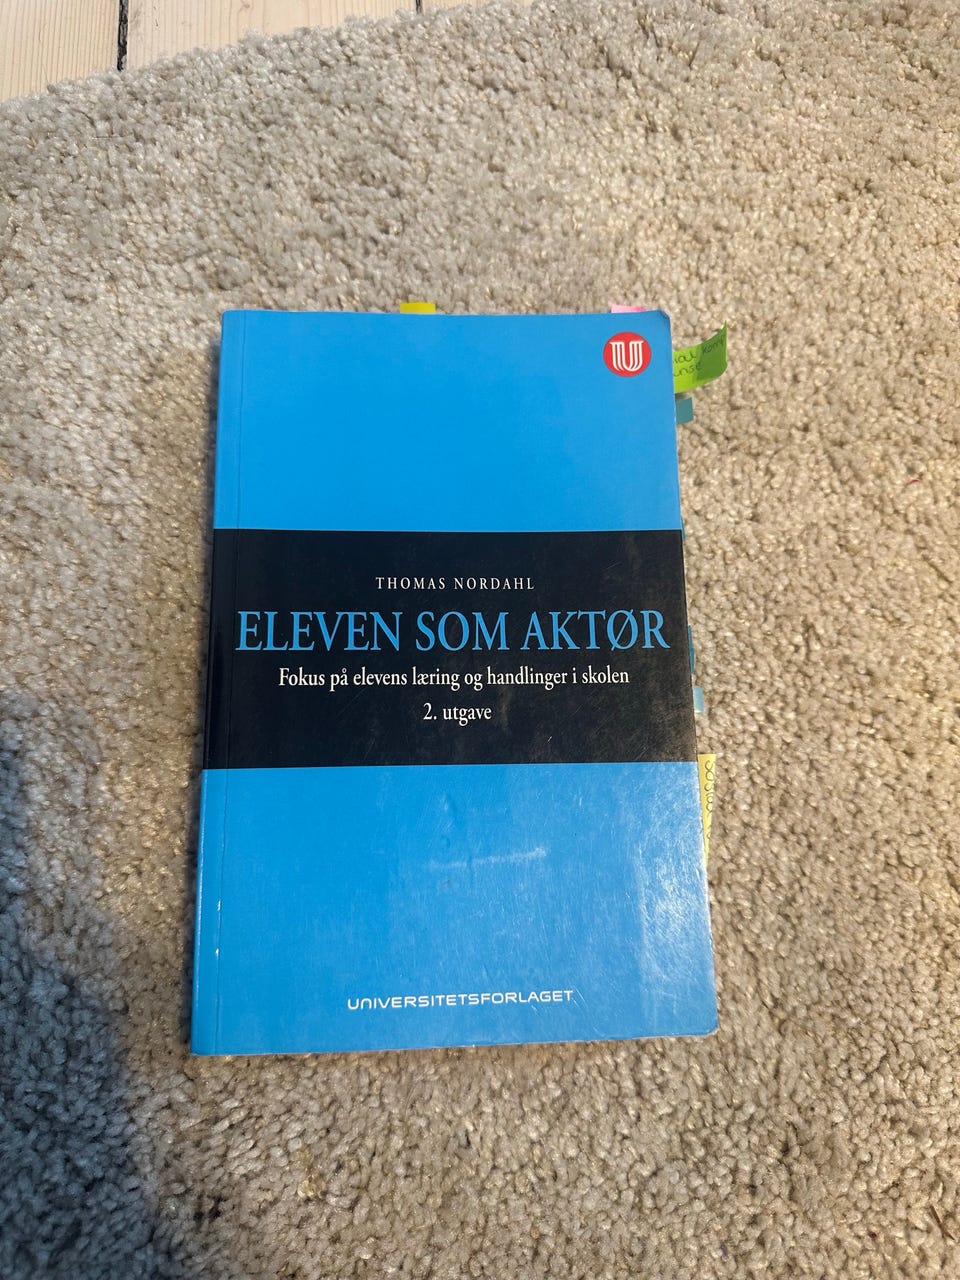 THOMAS NORDAHL
ELEVEN SOM AKTØR
Fokus på elevens læring og handlinger i skolen
2. utgave
UNIVERSITETSFORLAGET